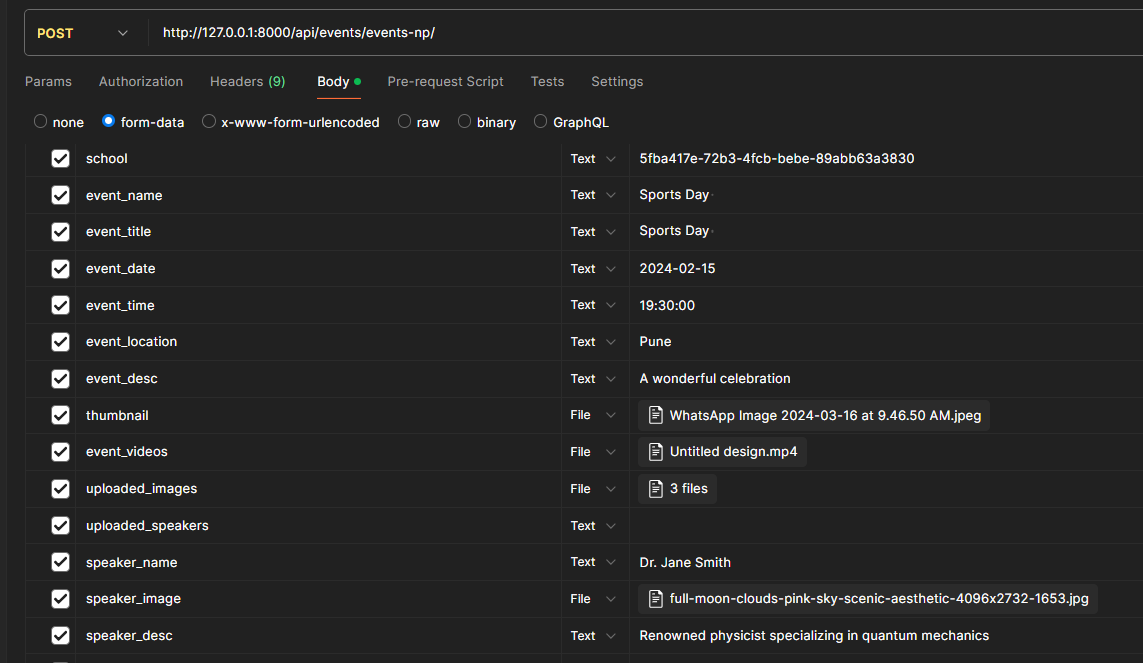 POST http://127.0.0.1:8000/api/events/events-np/
Params Authorization Headers (9) Body Pre-request Script Tests Settings
none form-data x-www-form-urlencoded raw binary GraphQL
school Text 5fba417e-72b3-4fcb-bebe-89abb63a3830
event_name Text Sports Day
event_title Text Sports Day
event_date Text 2024-02-15
event_time Text 19:30:00
event_location Text Pune
event_desc Text A wonderful celebration
thumbnail File WhatsApp Image 2024-03-16 at 9.46.50 AM.jpeg
event_videos File Untitled design.mp4
uploaded_images File 3 files
uploaded_speakers Text
speaker_name Text Dr. Jane Smith
speaker_image File full-moon-clouds-pink-sky-scenic-aesthetic-4096x2732-1653.jpg
speaker_desc Text Renowned physicist specializing in quantum mechanics